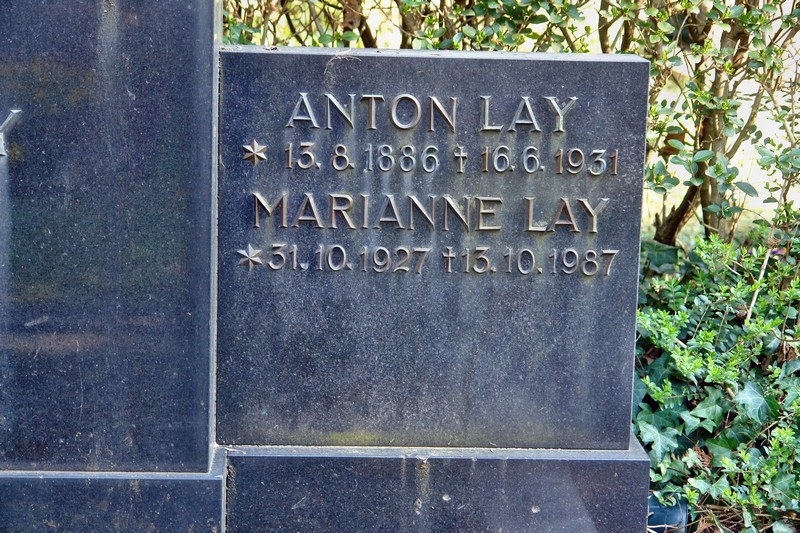 ANTON LAY
* 13. 8. 1886 † 16. 6. 1931
MARIANNE LAY
* 31. 10. 1927 † 13. 10. 1987